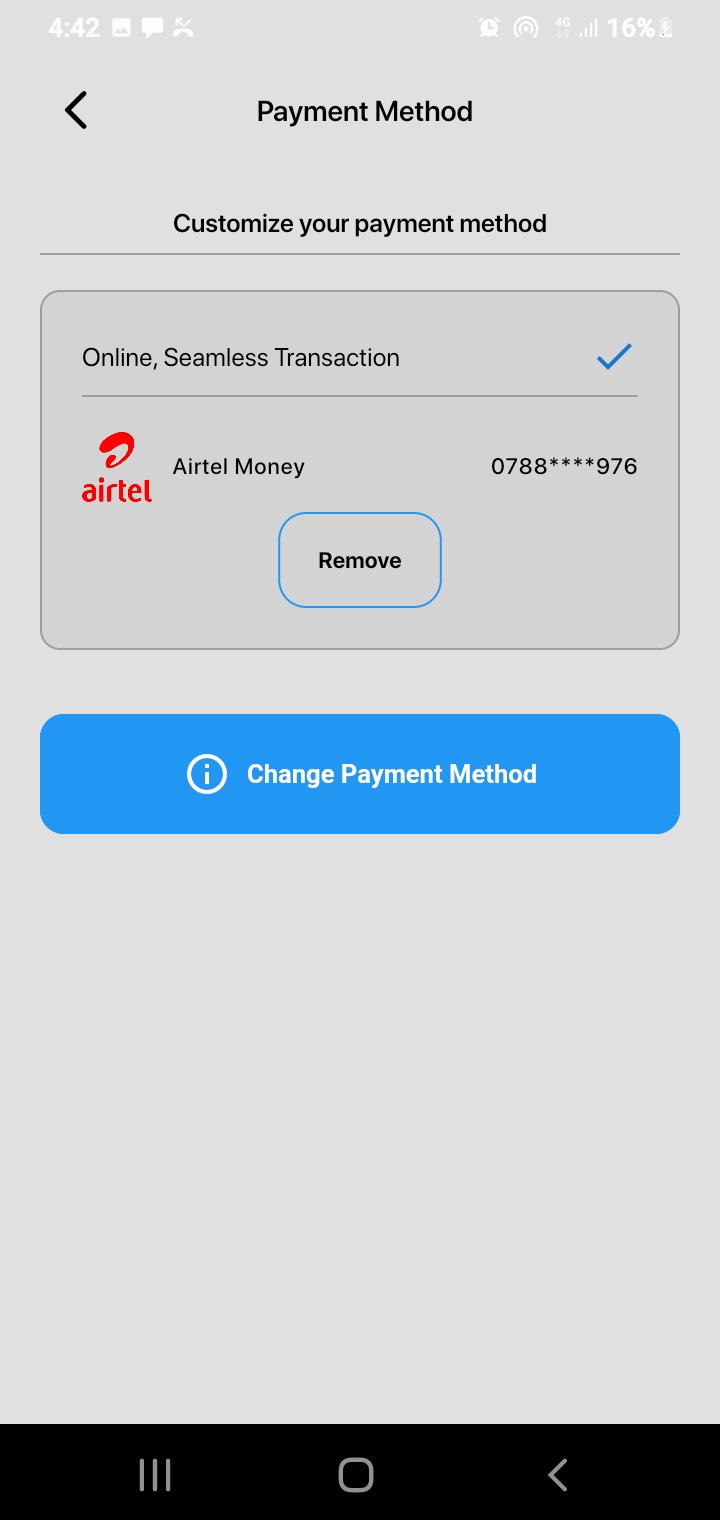 4:42 4G 16%
Payment Method
Customize your payment method
Online, Seamless Transaction
airtel Airtel Money 0788****976
Remove
Change Payment Method